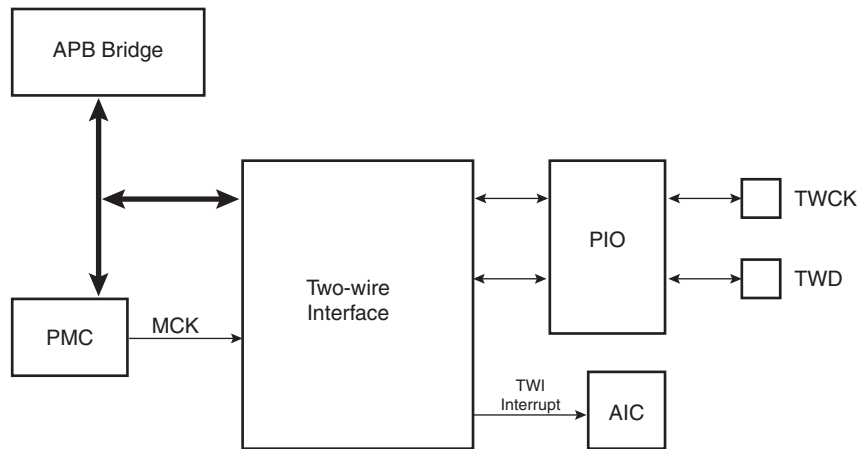 APB Bridge
TWCK
PIO
Two-wire
Interface
TWD
PMC
MCK
TWI
Interrupt
AIC